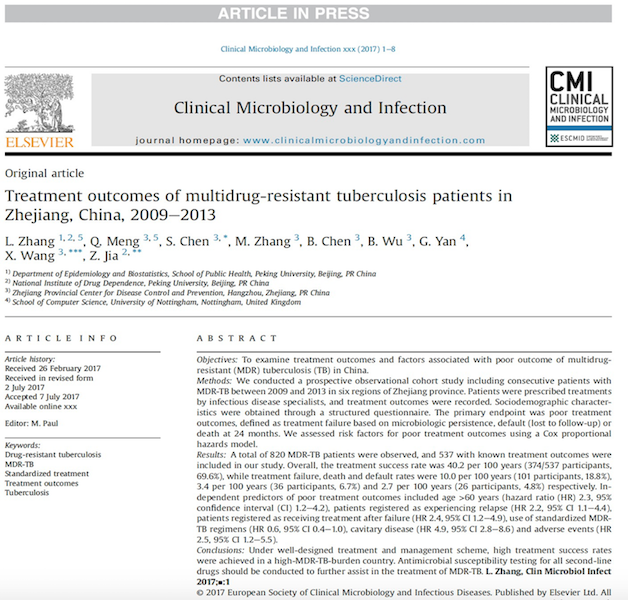 ARTICLE IN PRESS
Clinical Microbiology and Infection xxx (2017) 1–8
Contents lists available at ScienceDirect
Clinical Microbiology and Infection
journal homepage: www.clinicalmicrobiologyandinfection.com
ELSEVIER
CMI
CLINICAL
MICROBIOLOGY
AND INFECTION
ESCMID
Original article
Treatment outcomes of multidrug-resistant tuberculosis patients in
Zhejiang, China, 2009–2013
L. Zhang 1, 2, 5, Q. Meng 3, 5, S. Chen 3, *, M. Zhang 3, B. Chen 3, B. Wu 3, G. Yan 4,
X. Wang 3, ***, Z. Jia 2, **
1) Department of Epidemiology and Biostatistics, School of Public Health, Peking University, Beijing, PR China
2) National Institute of Drug Dependence, Peking University, Beijing, PR China
3) Zhejiang Provincial Center for Disease Control and Prevention, Hangzhou, Zhejiang, PR China
4) School of Computer Science, University of Nottingham, Nottingham, United Kingdom
ARTICLE INFO
Article history:
Received 26 February 2017
Received in revised form
2 July 2017
Accepted 7 July 2017
Available online xxx
Editor: M. Paul
Keywords:
Drug-resistant tuberculosis
MDR-TB
Standardized treatment
Treatment outcomes
Tuberculosis
ABSTRACT
Objectives: To examine treatment outcomes and factors associated with poor outcome of multidrug-
resistant (MDR) tuberculosis (TB) in China.
Methods: We conducted a prospective observational cohort study including consecutive patients with
MDR-TB between 2009 and 2013 in six regions of Zhejiang province. Patients were prescribed treatments
by infectious disease specialists, and treatment outcomes were recorded. Sociodemographic character-
istics were obtained through a structured questionnaire. The primary endpoint was poor treatment
outcomes, defined as treatment failure based on microbiologic persistence, default (lost to follow-up) or
death at 24 months. We assessed risk factors for poor treatment outcomes using a Cox proportional
hazards model.
Results: A total of 820 MDR-TB patients were observed, and 537 with known treatment outcomes were
included in our study. Overall, the treatment success rate was 40.2 per 100 years (374/537 participants,
69.6%), while treatment failure, death and default rates were 10.0 per 100 years (101 participants, 18.8%),
3.4 per 100 years (36 participants, 6.7%) and 2.7 per 100 years (26 participants, 4.8%) respectively. In-
dependent predictors of poor treatment outcomes included age >60 years (hazard ratio (HR) 2.3, 95%
confidence interval (CI) 1.2–4.2), patients registered as experiencing relapse (HR 2.2, 95% CI 1.1–4.4),
patients registered as receiving treatment after failure (HR 2.4, 95% CI 1.2–4.9), use of standardized MDR-
TB regimens (HR 0.6, 95% CI 0.4–1.0), cavitary disease (HR 4.9, 95% CI 2.8–8.6) and adverse events (HR
2.5, 95% CI 1.2–5.5).
Conclusions: Under well-designed treatment and management scheme, high treatment success rates
were achieved in a high-MDR-TB-burden country. Antimicrobial susceptibility testing for all second-line
drugs should be conducted to further assist in the treatment of MDR-TB. L. Zhang, Clin Microbiol Infect
2017;■:1
© 2017 European Society of Clinical Microbiology and Infectious Diseases. Published by Elsevier Ltd. All